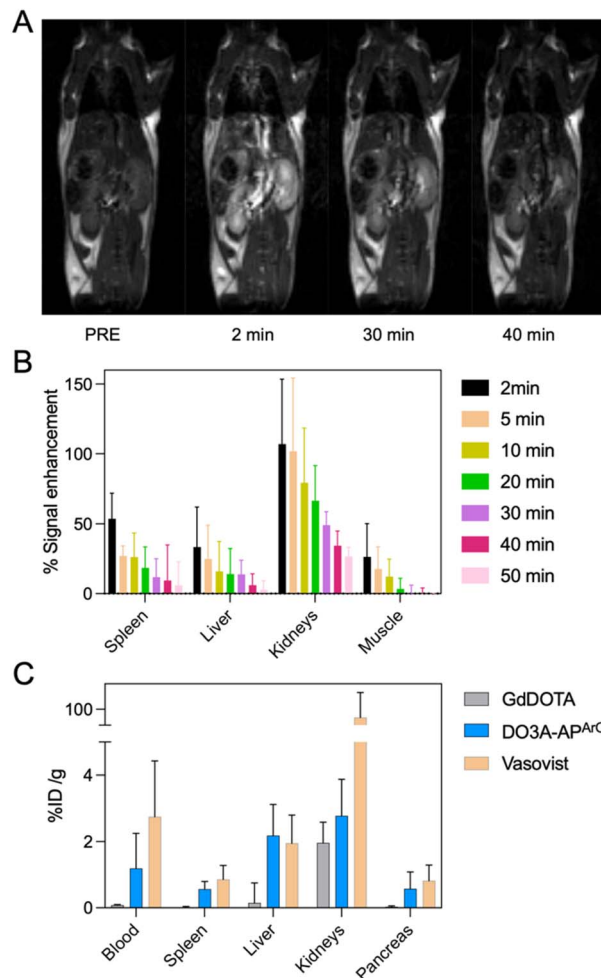 A
PRE 2 min 30 min 40 min
B
% Signal enhancement
150
100
50
0
Spleen Liver Kidneys Muscle
2min
5 min
10 min
20 min
30 min
40 min
50 min
C
%ID /g
100
4
2
0
Blood Spleen Liver Kidneys Pancreas
GdDOTA
Vasovist